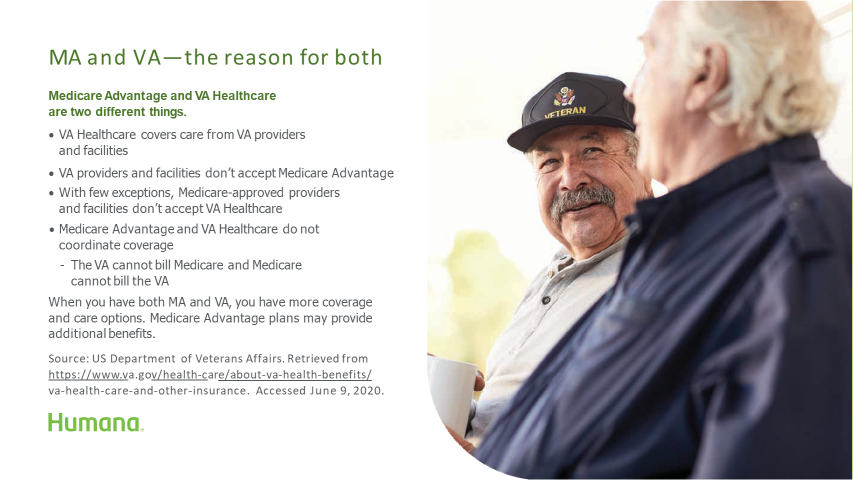 MA and VA—the reason for both
Medicare Advantage and VA Healthcare
are two different things.
• VA Healthcare covers care from VA providers
and facilities
• VA providers and facilities don’t accept Medicare Advantage
• With few exceptions, Medicare-approved providers
and facilities don’t accept VA Healthcare
• Medicare Advantage and VA Healthcare do not
coordinate coverage
- The VA cannot bill Medicare and Medicare
cannot bill the VA
When you have both MA and VA, you have more coverage
and care options. Medicare Advantage plans may provide
additional benefits.
Source: US Department of Veterans Affairs. Retrieved from
https://www.va.gov/health-care/about-va-health-benefits/
va-health-care-and-other-insurance. Accessed June 9, 2020.
Humana®
VETERAN